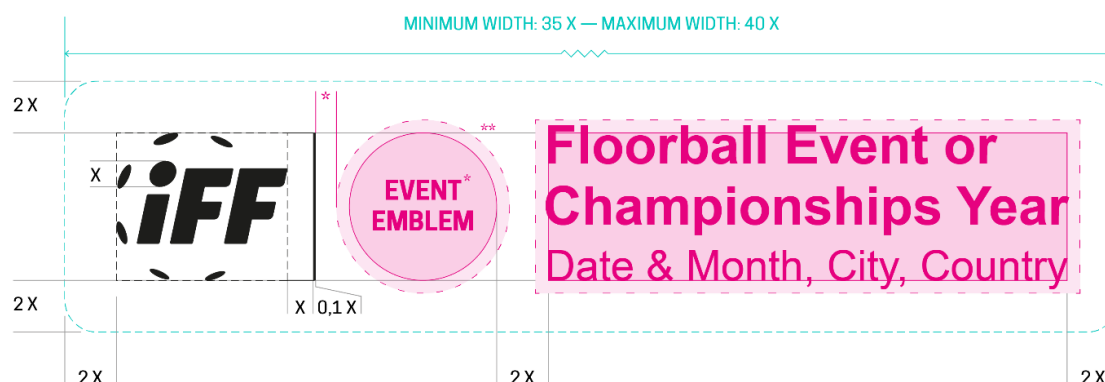 MINIMUM WIDTH: 35 X — MAXIMUM WIDTH: 40 X
2 X
*
**
Floorball Event or
Championships Year
Date & Month, City, Country
X
iFF
EVENT*
EMBLEM
2 X
X
0,1 X
2 X
2 X
2 X